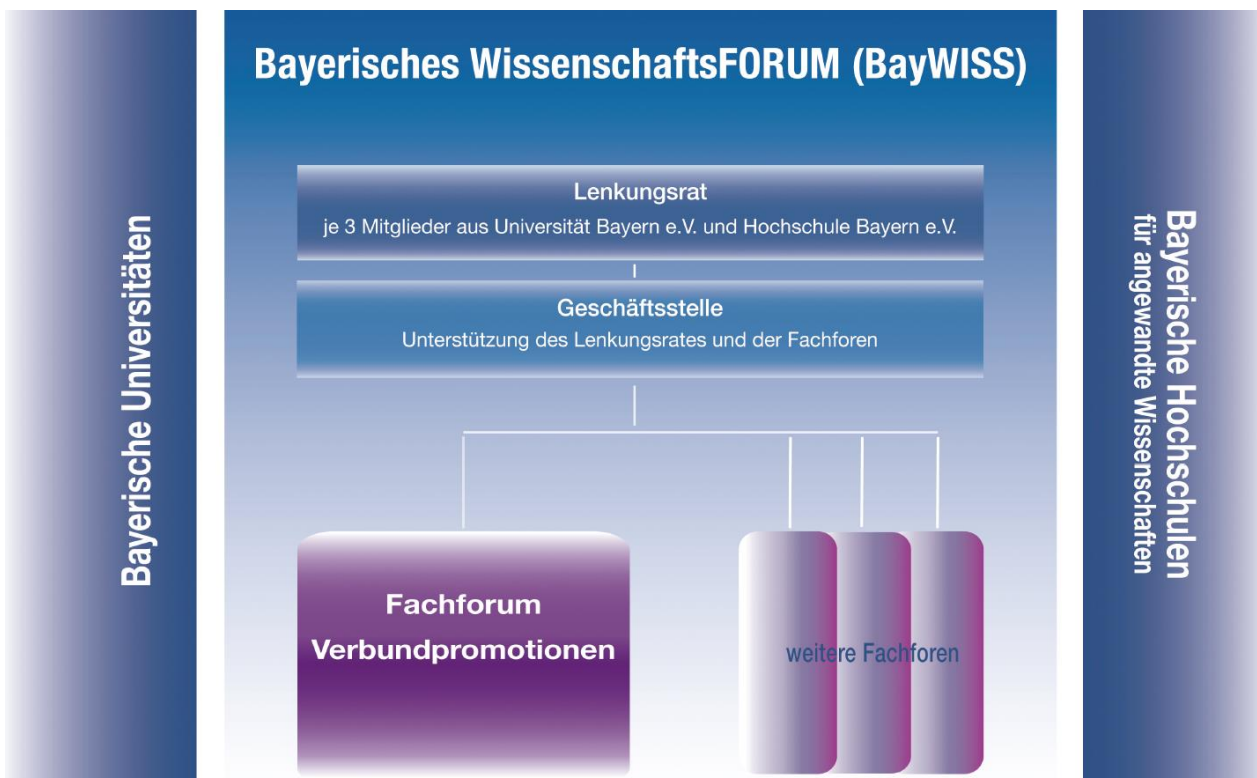 Bayerisches WissenschaftsFORUM (BayWISS)
Lenkungsrat
je 3 Mitglieder aus Universität Bayern e.V. und Hochschule Bayern e.V.
Geschäftsstelle
Unterstützung des Lenkungsrates und der Fachforen
Fachforum
Verbundpromotionen
weitere Fachforen
Bayerische Universitäten
Bayerische Hochschulen
für angewandte Wissenschaften